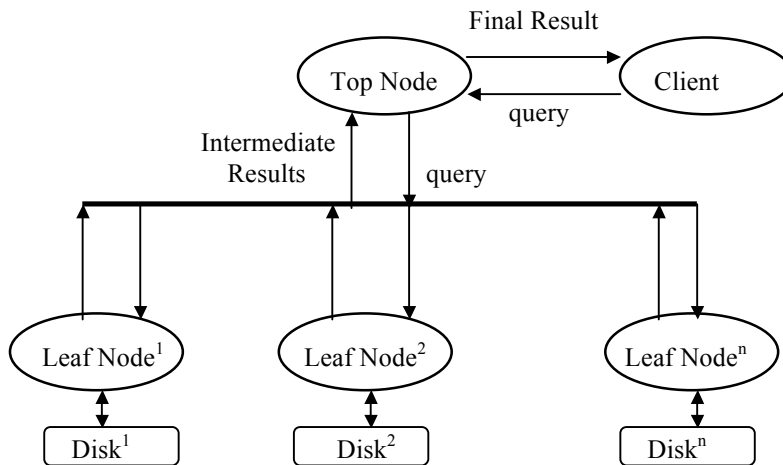 Final Result
Top Node
Client
query
Intermediate
Results
query
Leaf Node¹
Leaf Node²
Leaf Nodeⁿ
Disk¹
Disk²
Diskⁿ